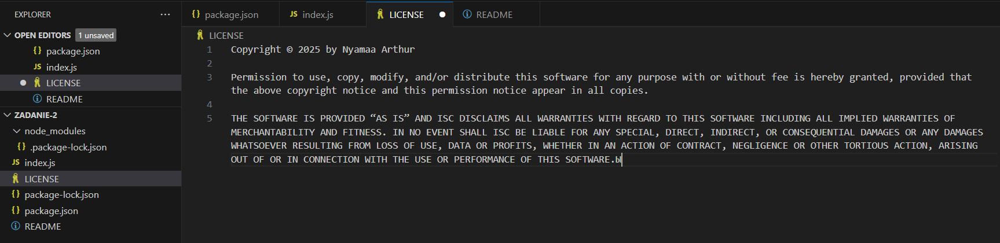 EXPLORER
···
package.json
JS index.js
LICENSE
README
OPEN EDITORS 1 unsaved
{} package.json
JS index.js
LICENSE
README
ZADANIE-2
node_modules
{} .package-lock.json
JS index.js
LICENSE
{} package-lock.json
{} package.json
README
LICENSE
1 Copyright © 2025 by Nyamaa Arthur
2
3 Permission to use, copy, modify, and/or distribute this software for any purpose with or without fee is hereby granted, provided that
the above copyright notice and this permission notice appear in all copies.
4
5 THE SOFTWARE IS PROVIDED “AS IS” AND ISC DISCLAIMS ALL WARRANTIES WITH REGARD TO THIS SOFTWARE INCLUDING ALL IMPLIED WARRANTIES OF
MERCHANTABILITY AND FITNESS. IN NO EVENT SHALL ISC BE LIABLE FOR ANY SPECIAL, DIRECT, INDIRECT, OR CONSEQUENTIAL DAMAGES OR ANY DAMAGES
WHATSOEVER RESULTING FROM LOSS OF USE, DATA OR PROFITS, WHETHER IN AN ACTION OF CONTRACT, NEGLIGENCE OR OTHER TORTIOUS ACTION, ARISING
OUT OF OR IN CONNECTION WITH THE USE OR PERFORMANCE OF THIS SOFTWARE.ы